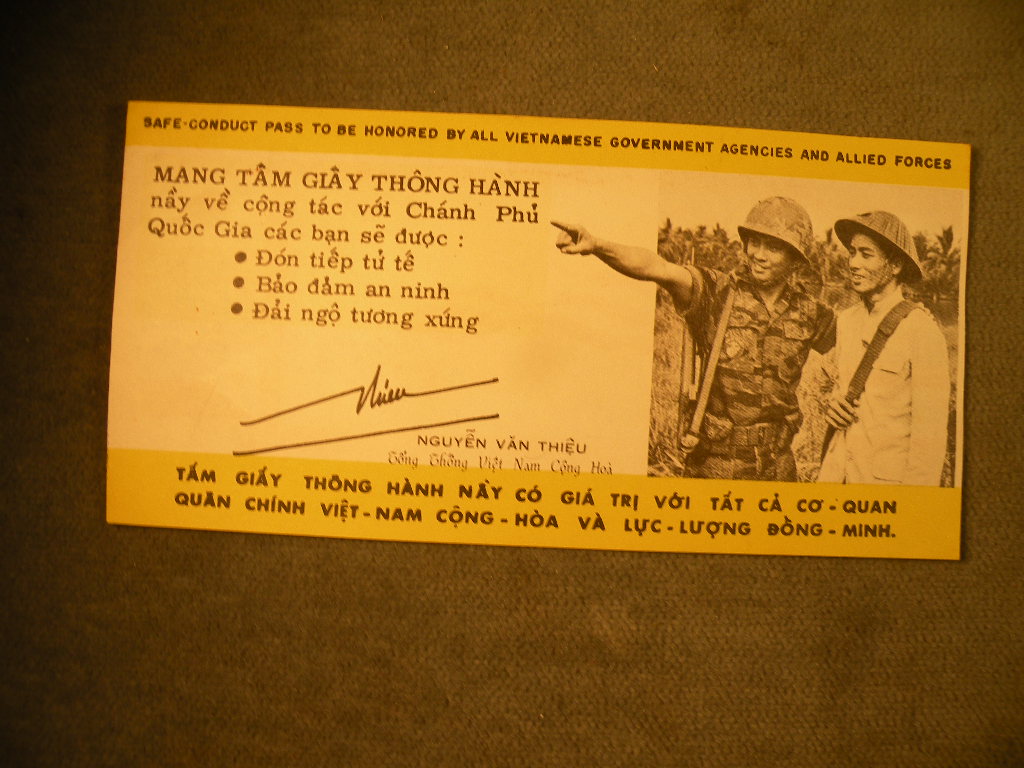 SAFE-CONDUCT PASS TO BE HONORED BY ALL VIETNAMESE GOVERNMENT AGENCIES AND ALLIED FORCES
MANG TẤM GIẤY THÔNG HÀNH
nầy về cộng tác với Chánh Phủ
Quốc Gia các bạn sẽ được :
● Đón tiếp tử tế
● Bảo đảm an ninh
● Đải ngộ tương xứng
Thieu
NGUYỄN VĂN THIỆU
Tổng Thống Việt Nam Cộng Hoà
TẤM GIẤY THÔNG HÀNH NẦY CÓ GIÁ TRỊ VỚI TẤT CẢ CƠ - QUAN
QUÂN CHÍNH VIỆT - NAM CỘNG - HÒA VÀ LỰC - LƯỢNG ĐỒNG - MINH.